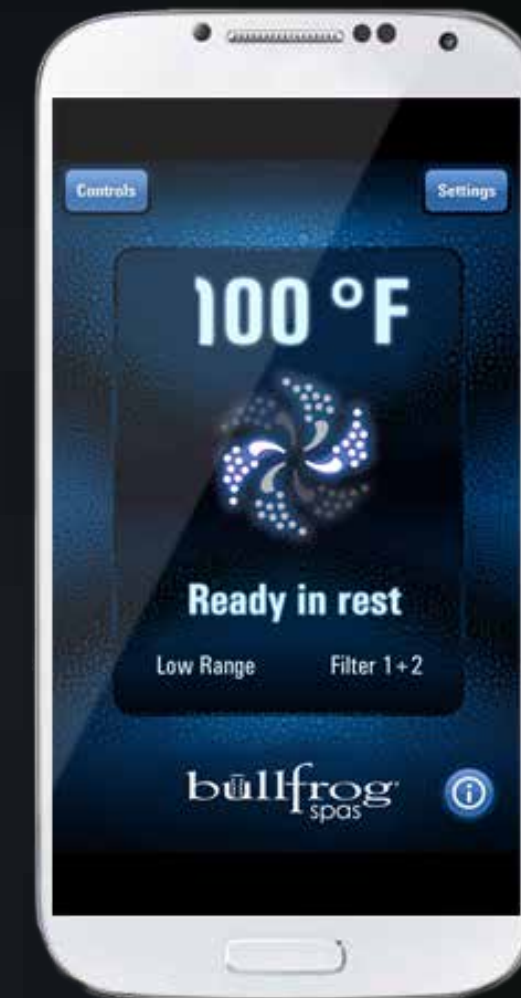 Controls Settings
100 °F
Ready in rest
Low Range Filter 1+2
bullfrog
spas